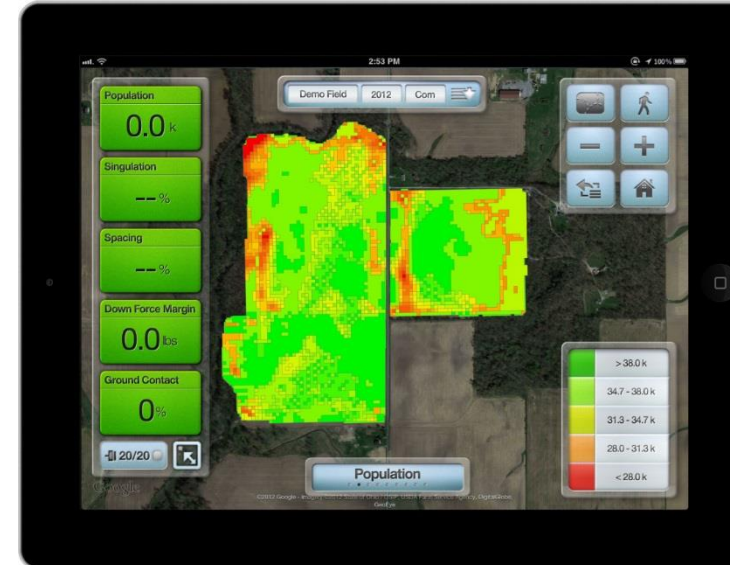 2:53 PM
100%
Population
0.0 k
Singulation
--%
Spacing
--%
Down Force Margin
0.0 lbs
Ground Contact
0%
20/20
Demo Field 2012 Corn
> 38.0 k
34.7 - 38.0 k
31.3 - 34.7 k
28.0 - 31.3 k
< 28.0 k
Population
Google